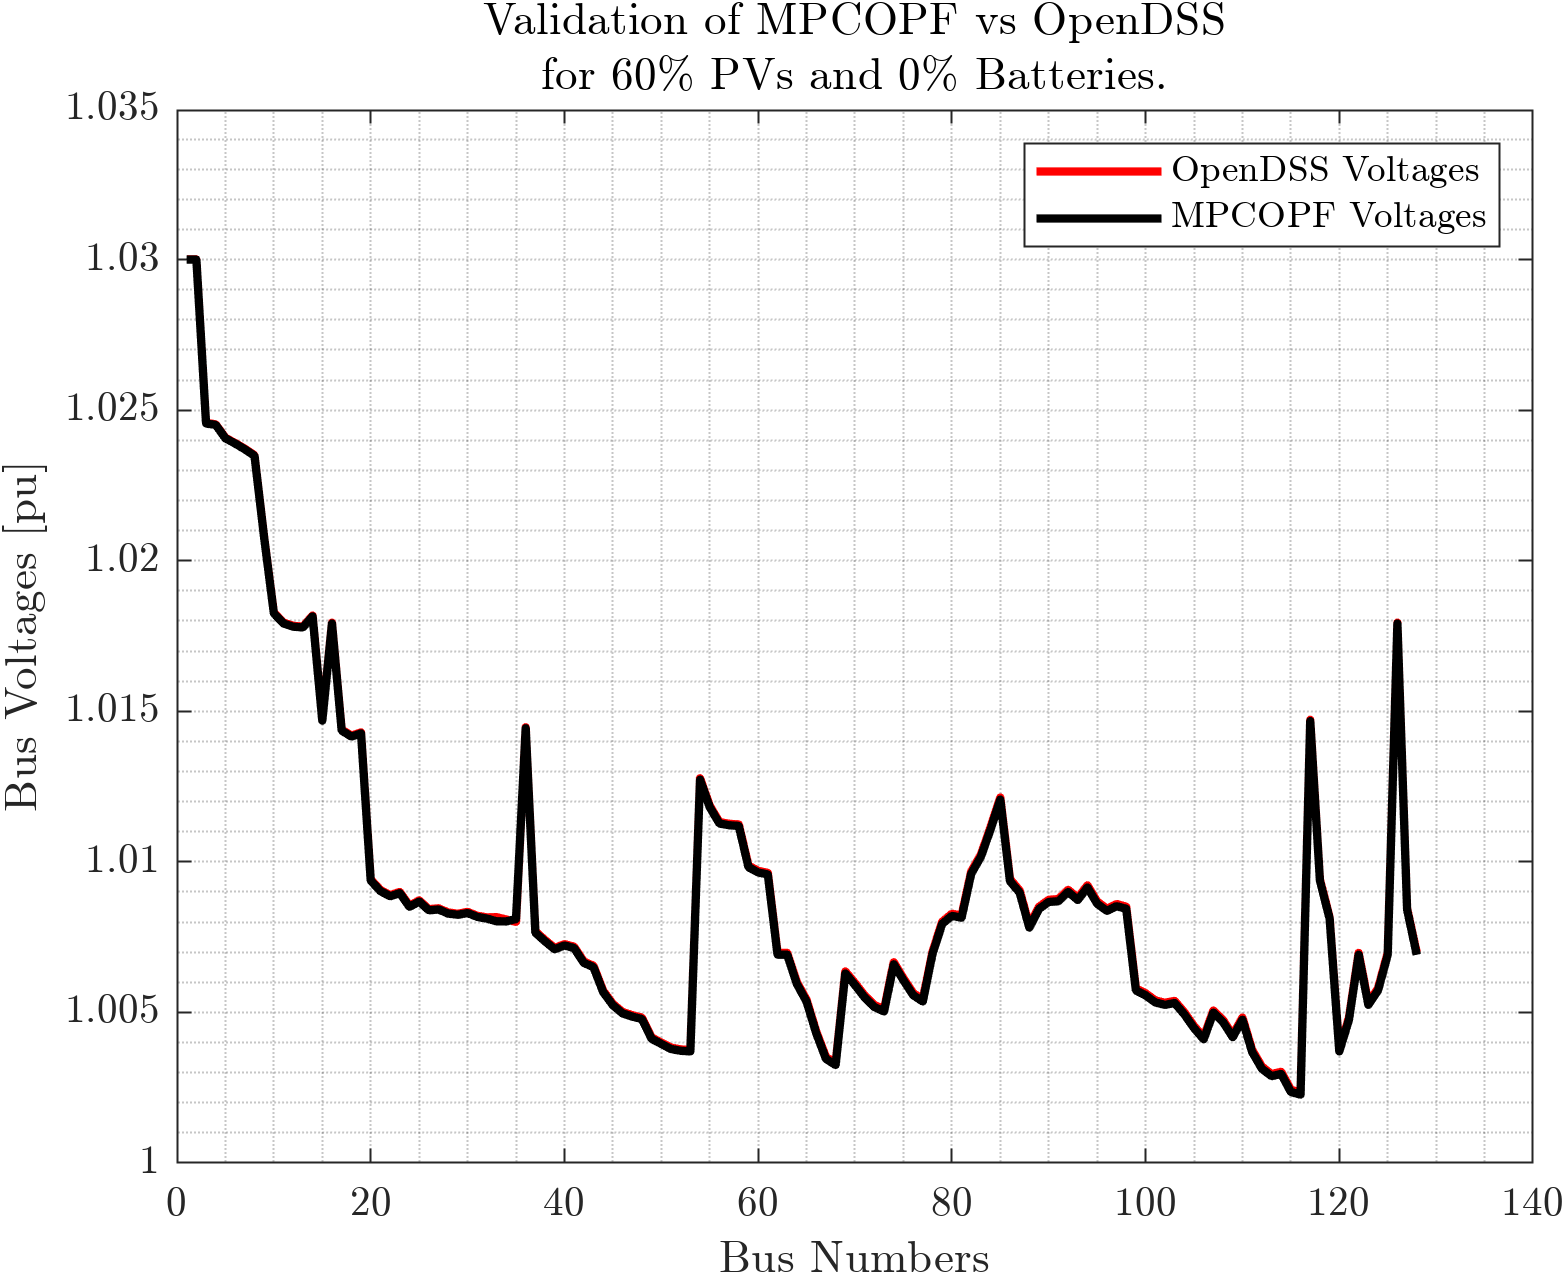 Validation of MPCOPF vs OpenDSS
for 60% PVs and 0% Batteries.
1.035
1.03
1.025
1.02
1.015
1.01
1.005
1
Bus Voltages [pu]
OpenDSS Voltages
MPCOPF Voltages
0 20 40 60 80 100 120 140
Bus Numbers